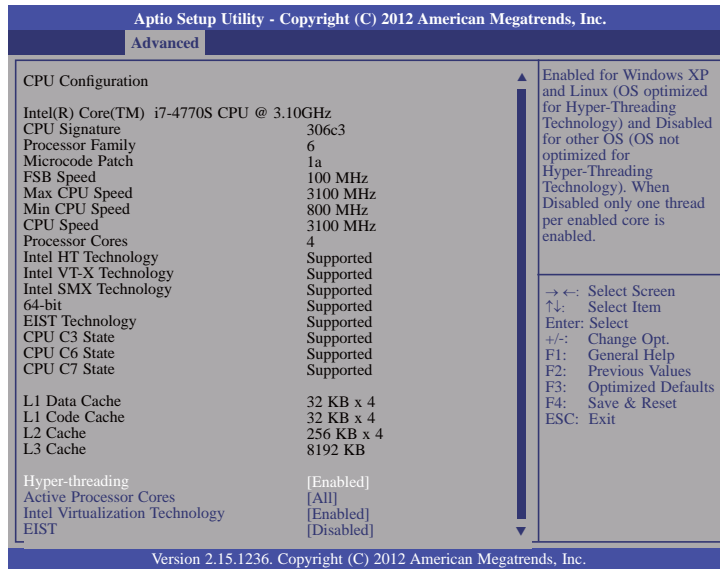 Aptio Setup Utility - Copyright (C) 2012 American Megatrends, Inc.
Advanced
CPU Configuration
Intel(R) Core(TM) i7-4770S CPU @ 3.10GHz
CPU Signature 306c3
Processor Family 6
Microcode Patch 1a
FSB Speed 100 MHz
Max CPU Speed 3100 MHz
Min CPU Speed 800 MHz
CPU Speed 3100 MHz
Processor Cores 4
Intel HT Technology Supported
Intel VT-X Technology Supported
Intel SMX Technology Supported
64-bit Supported
EIST Technology Supported
CPU C3 State Supported
CPU C6 State Supported
CPU C7 State Supported
L1 Data Cache 32 KB x 4
L1 Code Cache 32 KB x 4
L2 Cache 256 KB x 4
L3 Cache 8192 KB
Hyper-threading [Enabled]
Active Processor Cores [All]
Intel Virtualization Technology [Enabled]
EIST [Disabled]
Enabled for Windows XP
and Linux (OS optimized
for Hyper-Threading
Technology) and Disabled
for other OS (OS not
optimized for
Hyper-Threading
Technology). When
Disabled only one thread
per enabled core is
enabled.
→ ←: Select Screen
↑↓: Select Item
Enter: Select
+/-: Change Opt.
F1: General Help
F2: Previous Values
F3: Optimized Defaults
F4: Save & Reset
ESC: Exit
Version 2.15.1236. Copyright (C) 2012 American Megatrends, Inc.